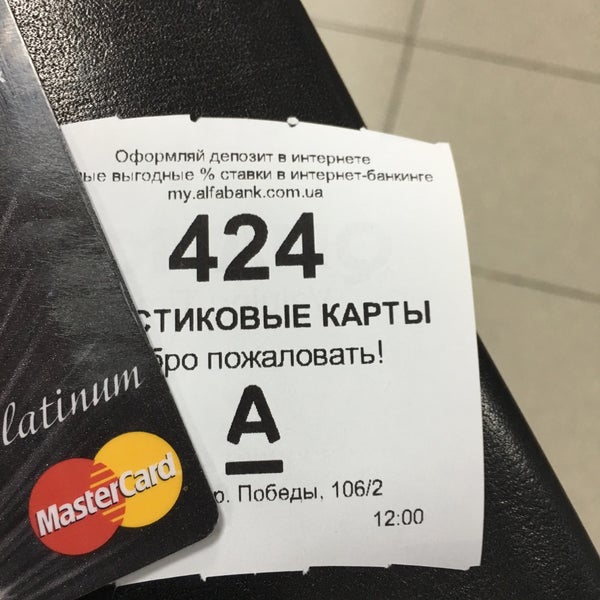 Оформляй депозит в интернете
ые выгодные % ставки в интернет-банкинге
my.alfabank.com.ua
424
СТИКОВЫЕ КАРТЫ
бро пожаловать!
А
р. Победы, 106/2
12:00
latinum
MasterCard